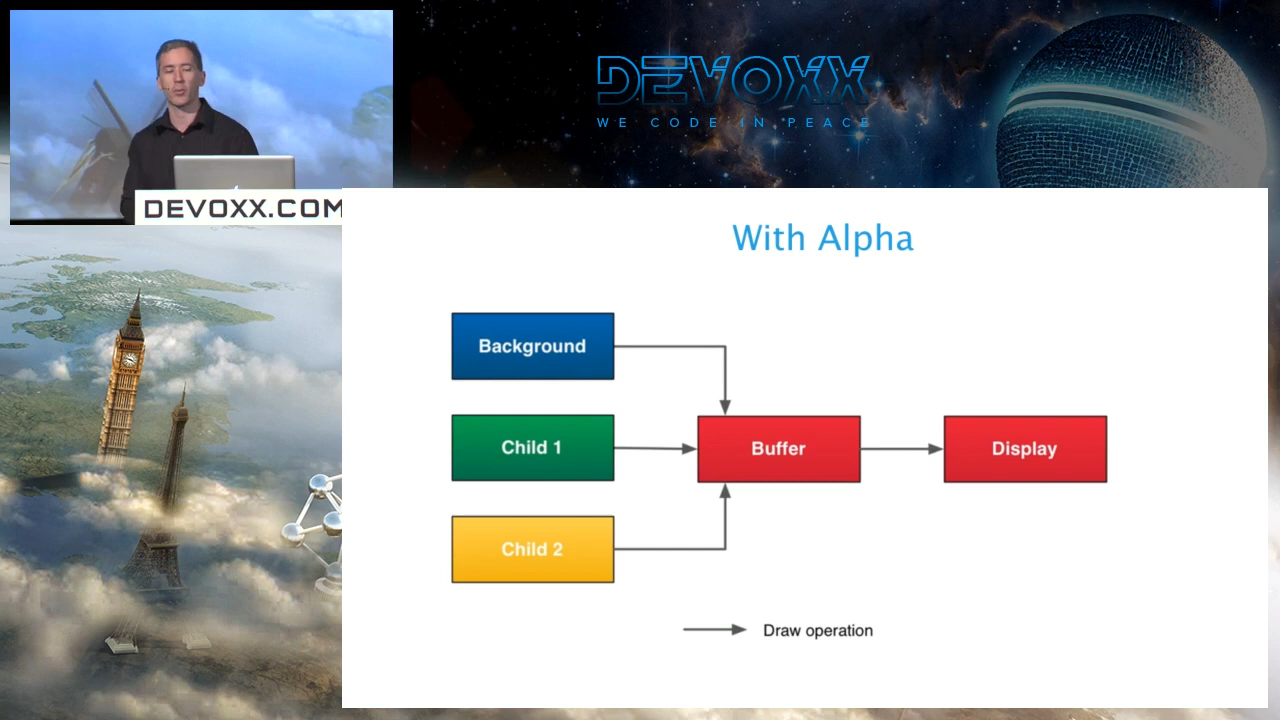 DEVOXX
WE CODE IN PEACE
DEVOXX.COM
With Alpha
Background
Child 1
Buffer
Display
Child 2
Draw operation